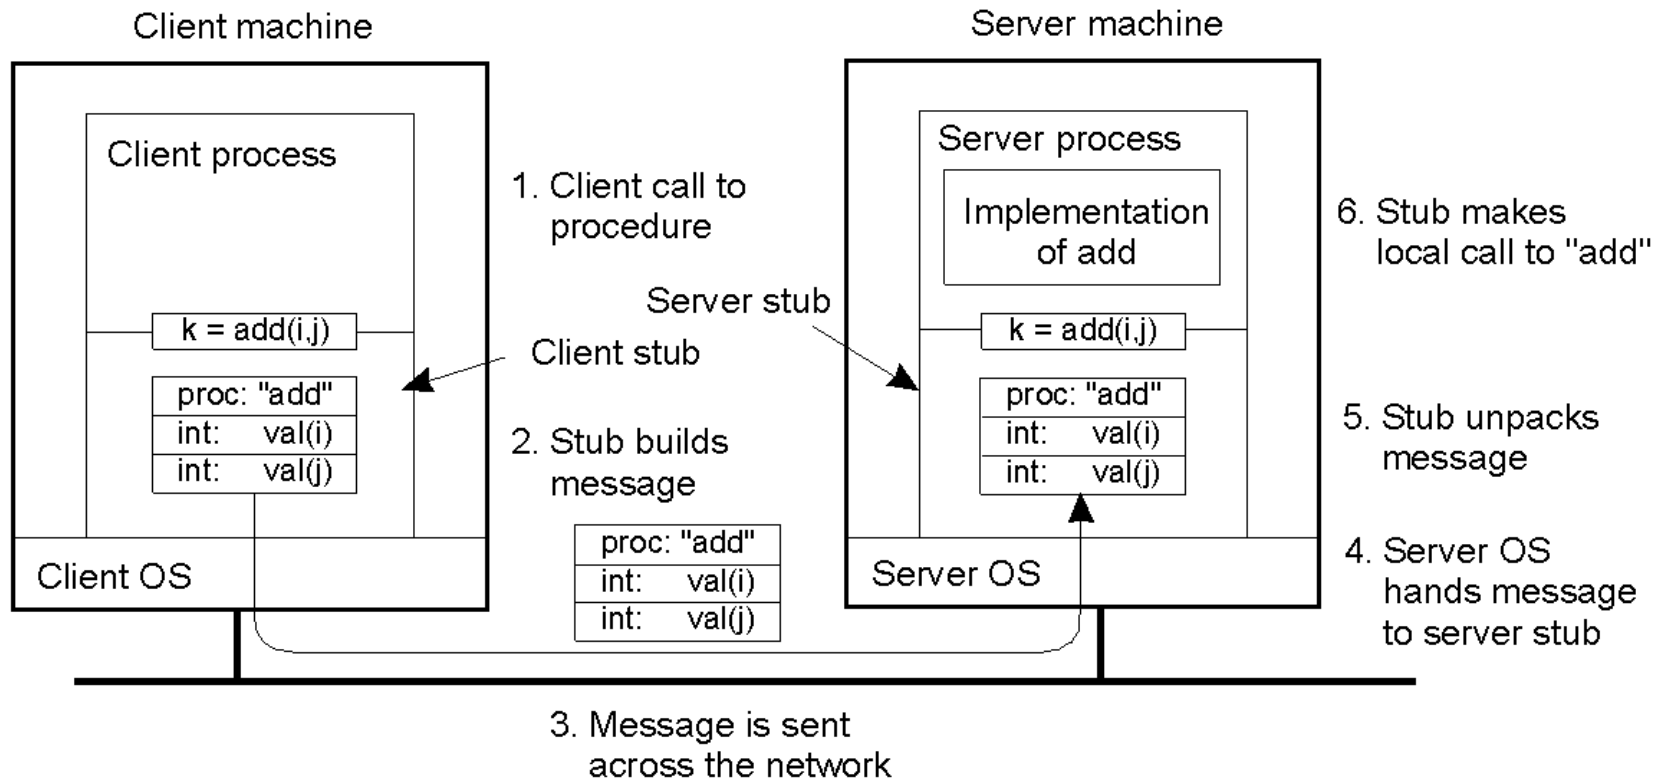 Client machine
Server machine
Client process
1. Client call to
procedure
k = add(i,j)
Client stub
proc: "add"
int: val(i)
int: val(j)
2. Stub builds
message
proc: "add"
int: val(i)
int: val(j)
Client OS
3. Message is sent
across the network
Server process
Implementation
of add
Server stub
k = add(i,j)
proc: "add"
int: val(i)
int: val(j)
Server OS
6. Stub makes
local call to "add"
5. Stub unpacks
message
4. Server OS
hands message
to server stub